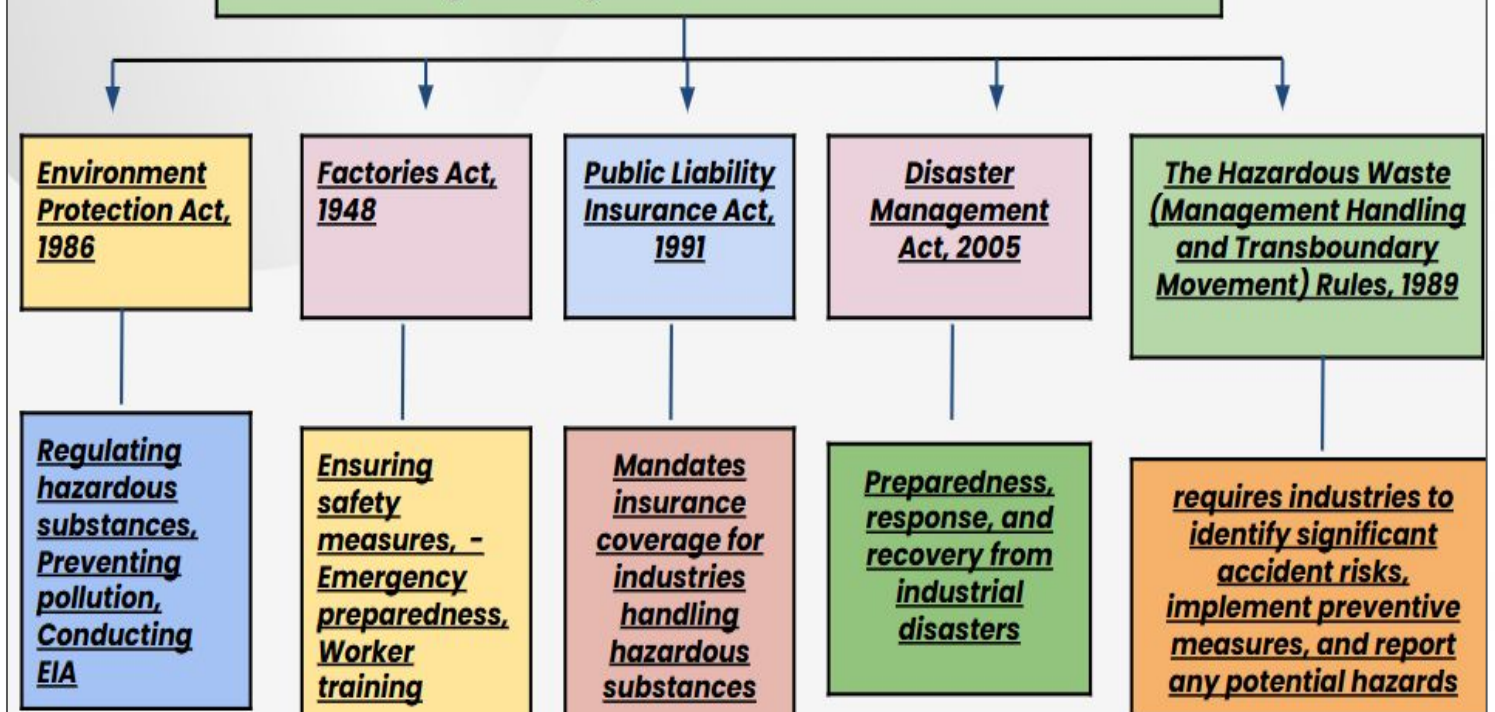 Environment
Protection Act,
1986
Factories Act,
1948
Public Liability
Insurance Act,
1991
Disaster
Management
Act, 2005
The Hazardous Waste
(Management Handling
and Transboundary
Movement) Rules, 1989
Regulating
hazardous
substances,
Preventing
pollution,
Conducting
EIA
Ensuring
safety
measures, -
Emergency
preparedness,
Worker
training
Mandates
insurance
coverage for
industries
handling
hazardous
substances
Preparedness,
response, and
recovery from
industrial
disasters
requires industries to
identify significant
accident risks,
implement preventive
measures, and report
any potential hazards